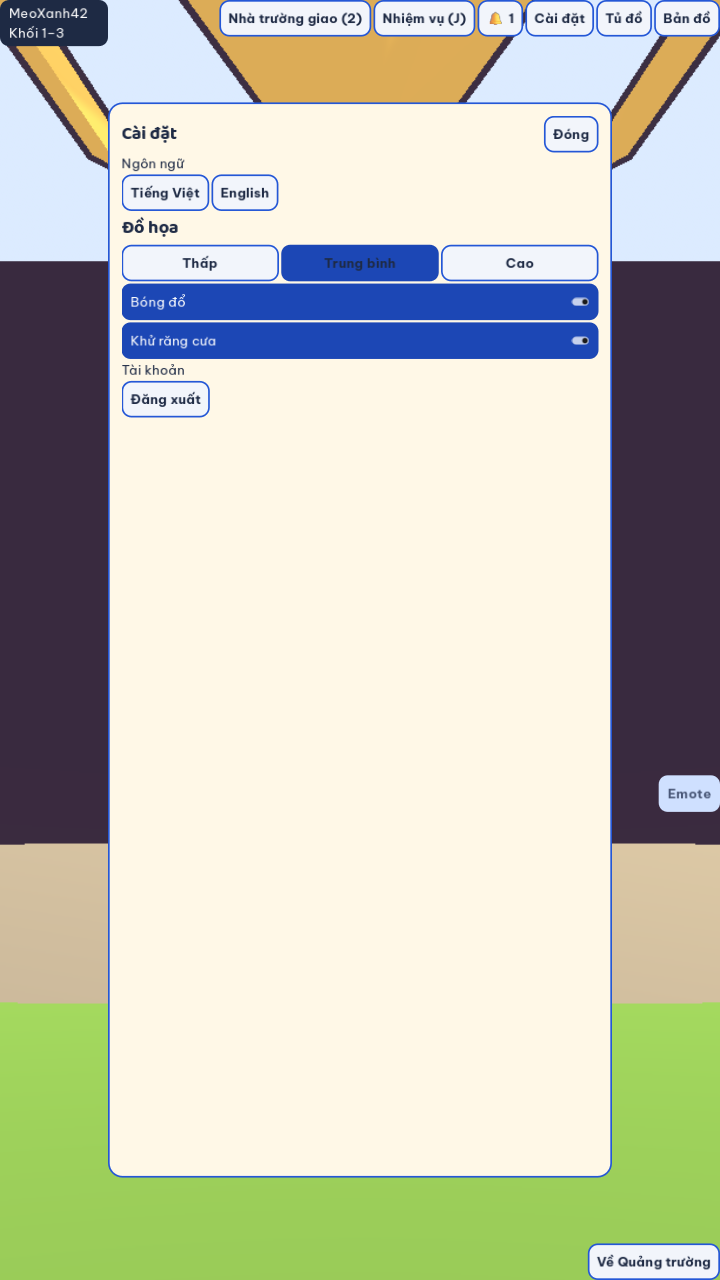 MeoXanh42
Khối 1-3
Nhà trường giao (2)
Nhiệm vụ (J)
🔔 1
Cài đặt
Tủ đồ
Bản đồ
Cài đặt
Đóng
Ngôn ngữ
Tiếng Việt
English
Đồ họa
Thấp
Trung bình
Cao
Bóng đổ
Khử răng cưa
Tài khoản
Đăng xuất
Emote
Về Quảng trường